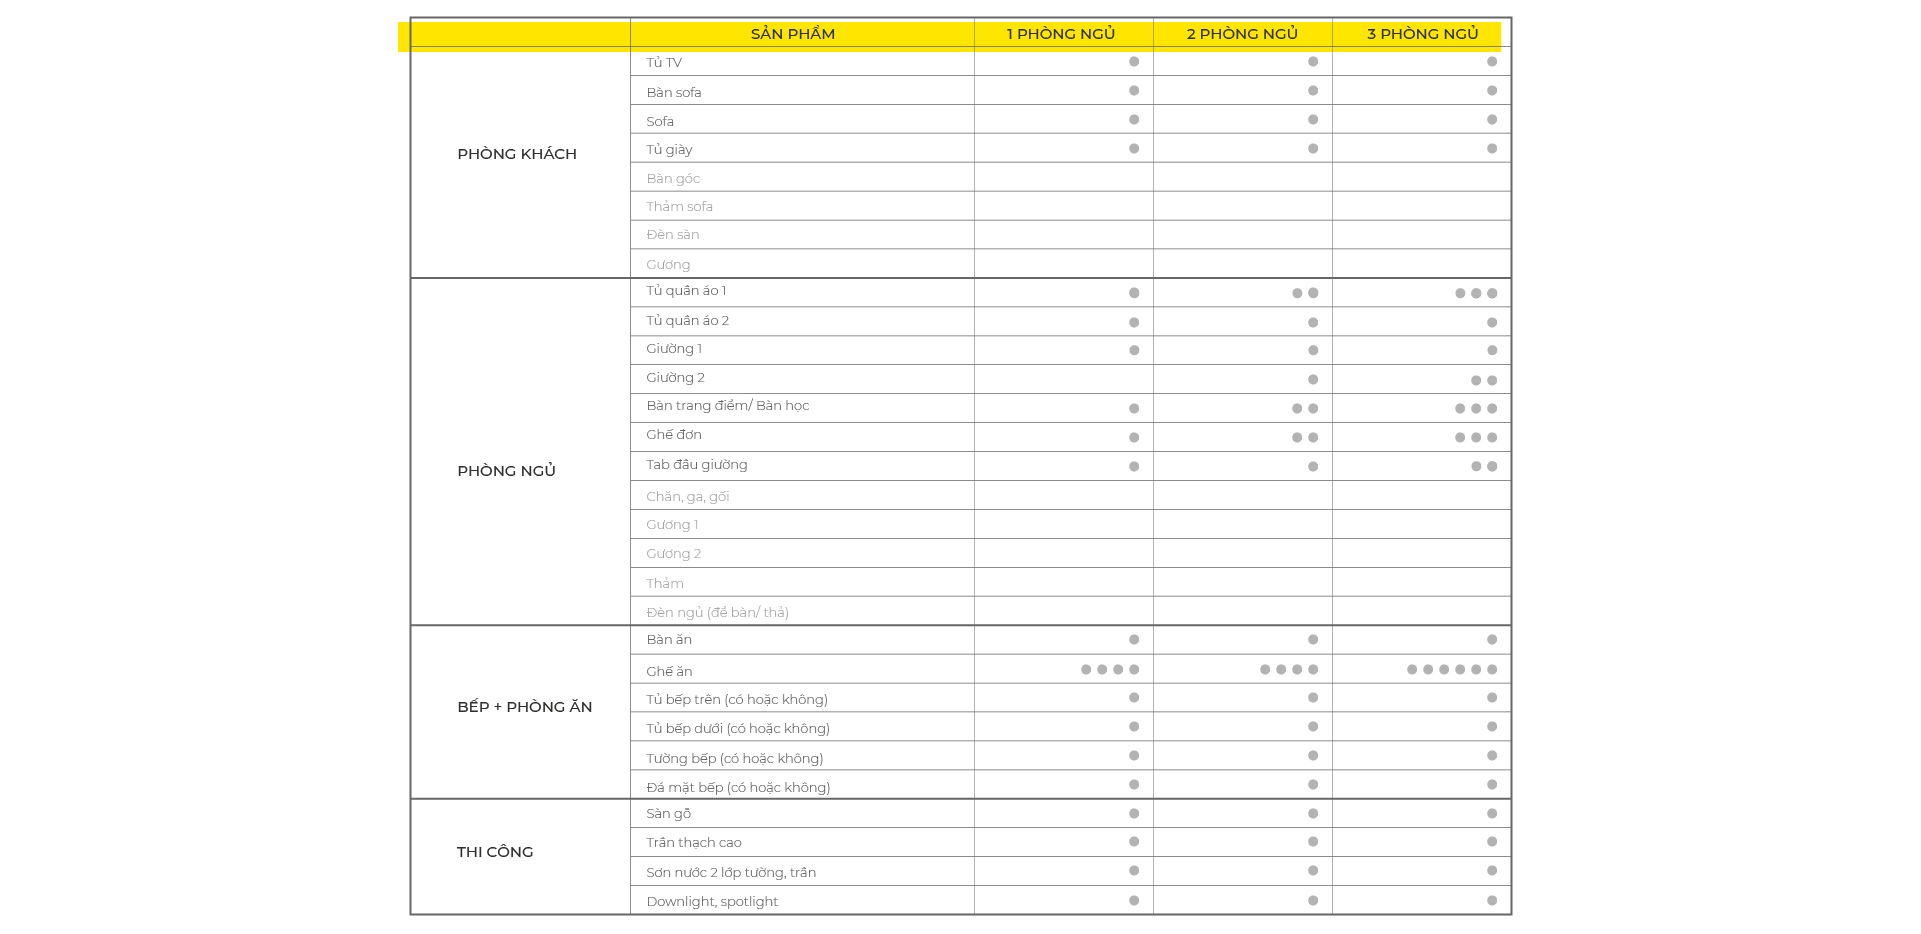 SẢN PHẨM 1 PHÒNG NGỦ 2 PHÒNG NGỦ 3 PHÒNG NGỦ
PHÒNG KHÁCH
Tủ TV
Bàn sofa
Sofa
Tủ giày
Bàn góc
Thảm sofa
Đèn sàn
Gương
PHÒNG NGỦ
Tủ quần áo 1
Tủ quần áo 2
Giường 1
Giường 2
Bàn trang điểm/ Bàn học
Ghế đơn
Tab đầu giường
Chăn, ga, gối
Gương 1
Gương 2
Thảm
Đèn ngủ (để bàn/ thả)
BẾP + PHÒNG ĂN
Bàn ăn
Ghế ăn
Tủ bếp trên (có hoặc không)
Tủ bếp dưới (có hoặc không)
Tường bếp (có hoặc không)
Đá mặt bếp (có hoặc không)
THI CÔNG
Sàn gỗ
Trần thạch cao
Sơn nước 2 lớp tường, trần
Downlight, spotlight